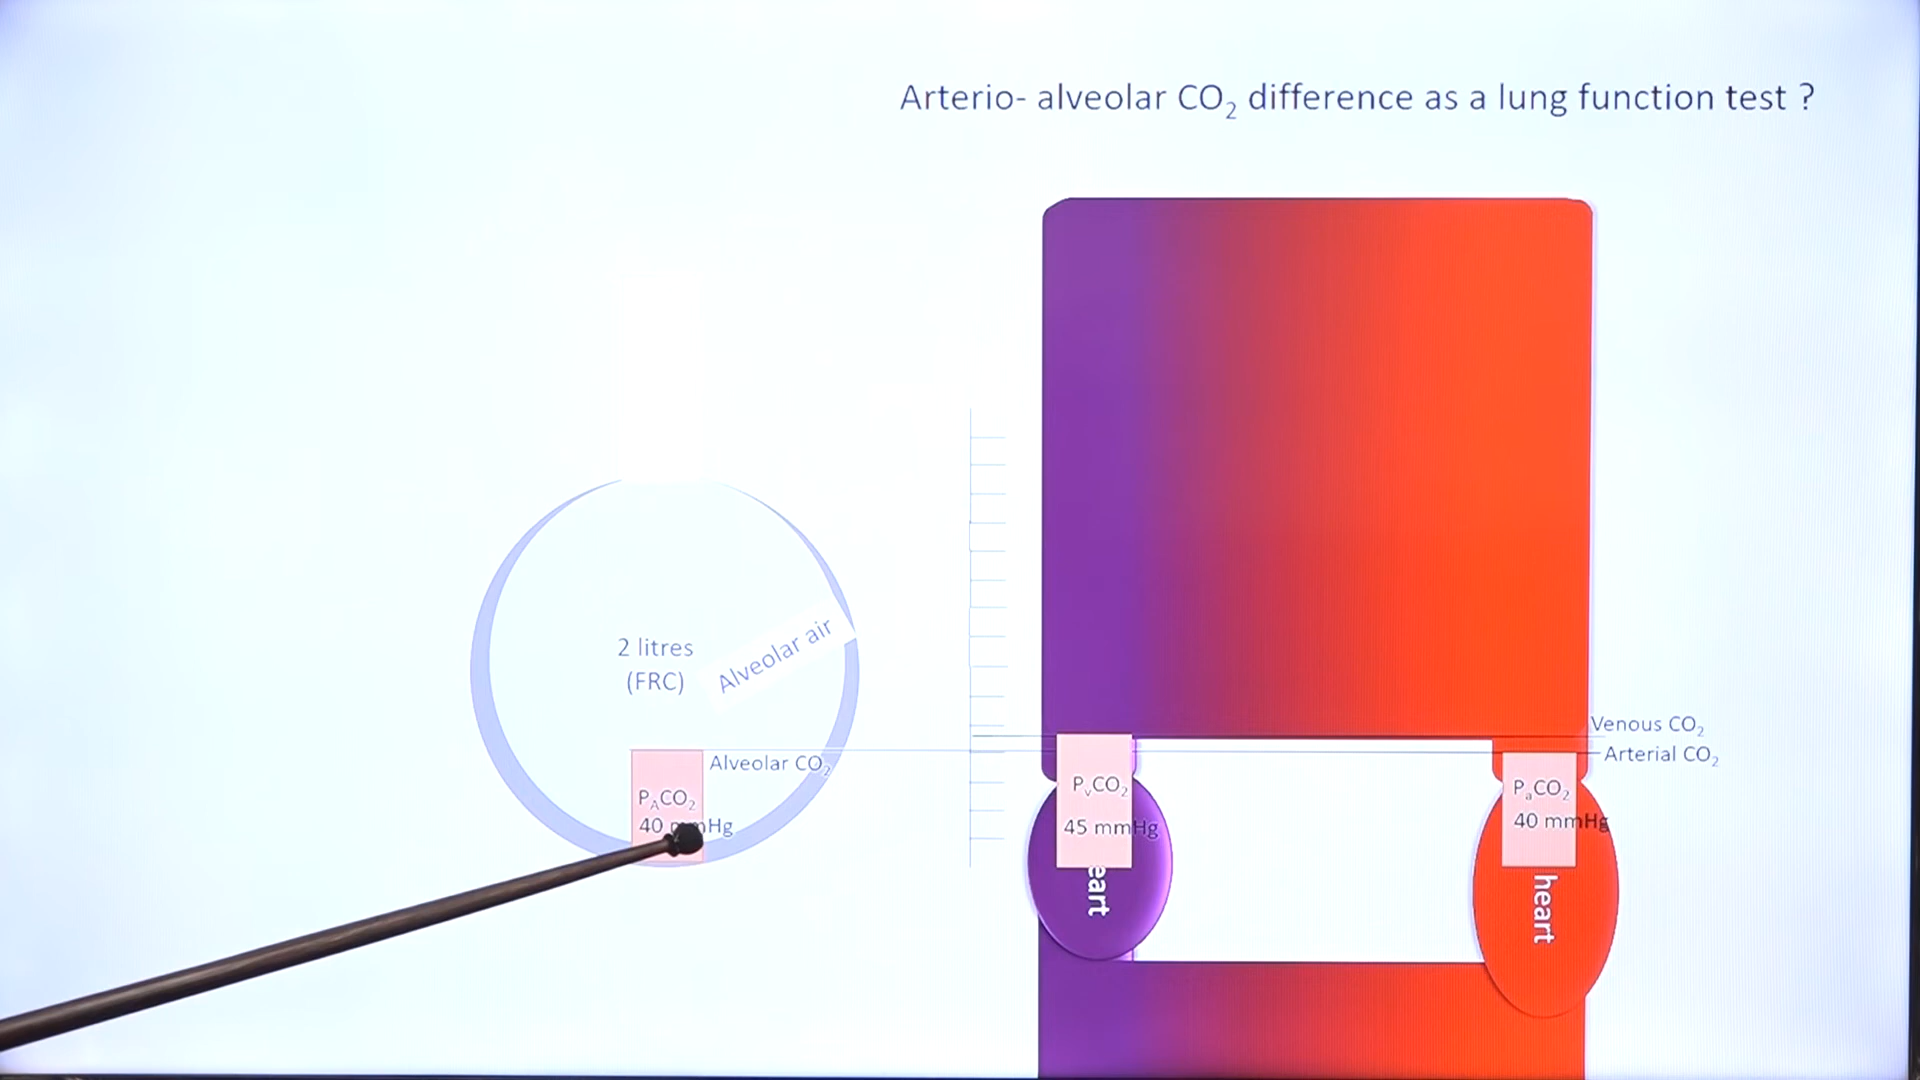 Arterio- alveolar CO₂ difference as a lung function test ?
2 litres
(FRC)
Alveolar air
Alveolar CO₂
PACO₂
40 mmHg
PvCO₂
45 mmHg
eart
Venous CO₂
Arterial CO₂
PaCO₂
40 mmHg
heart